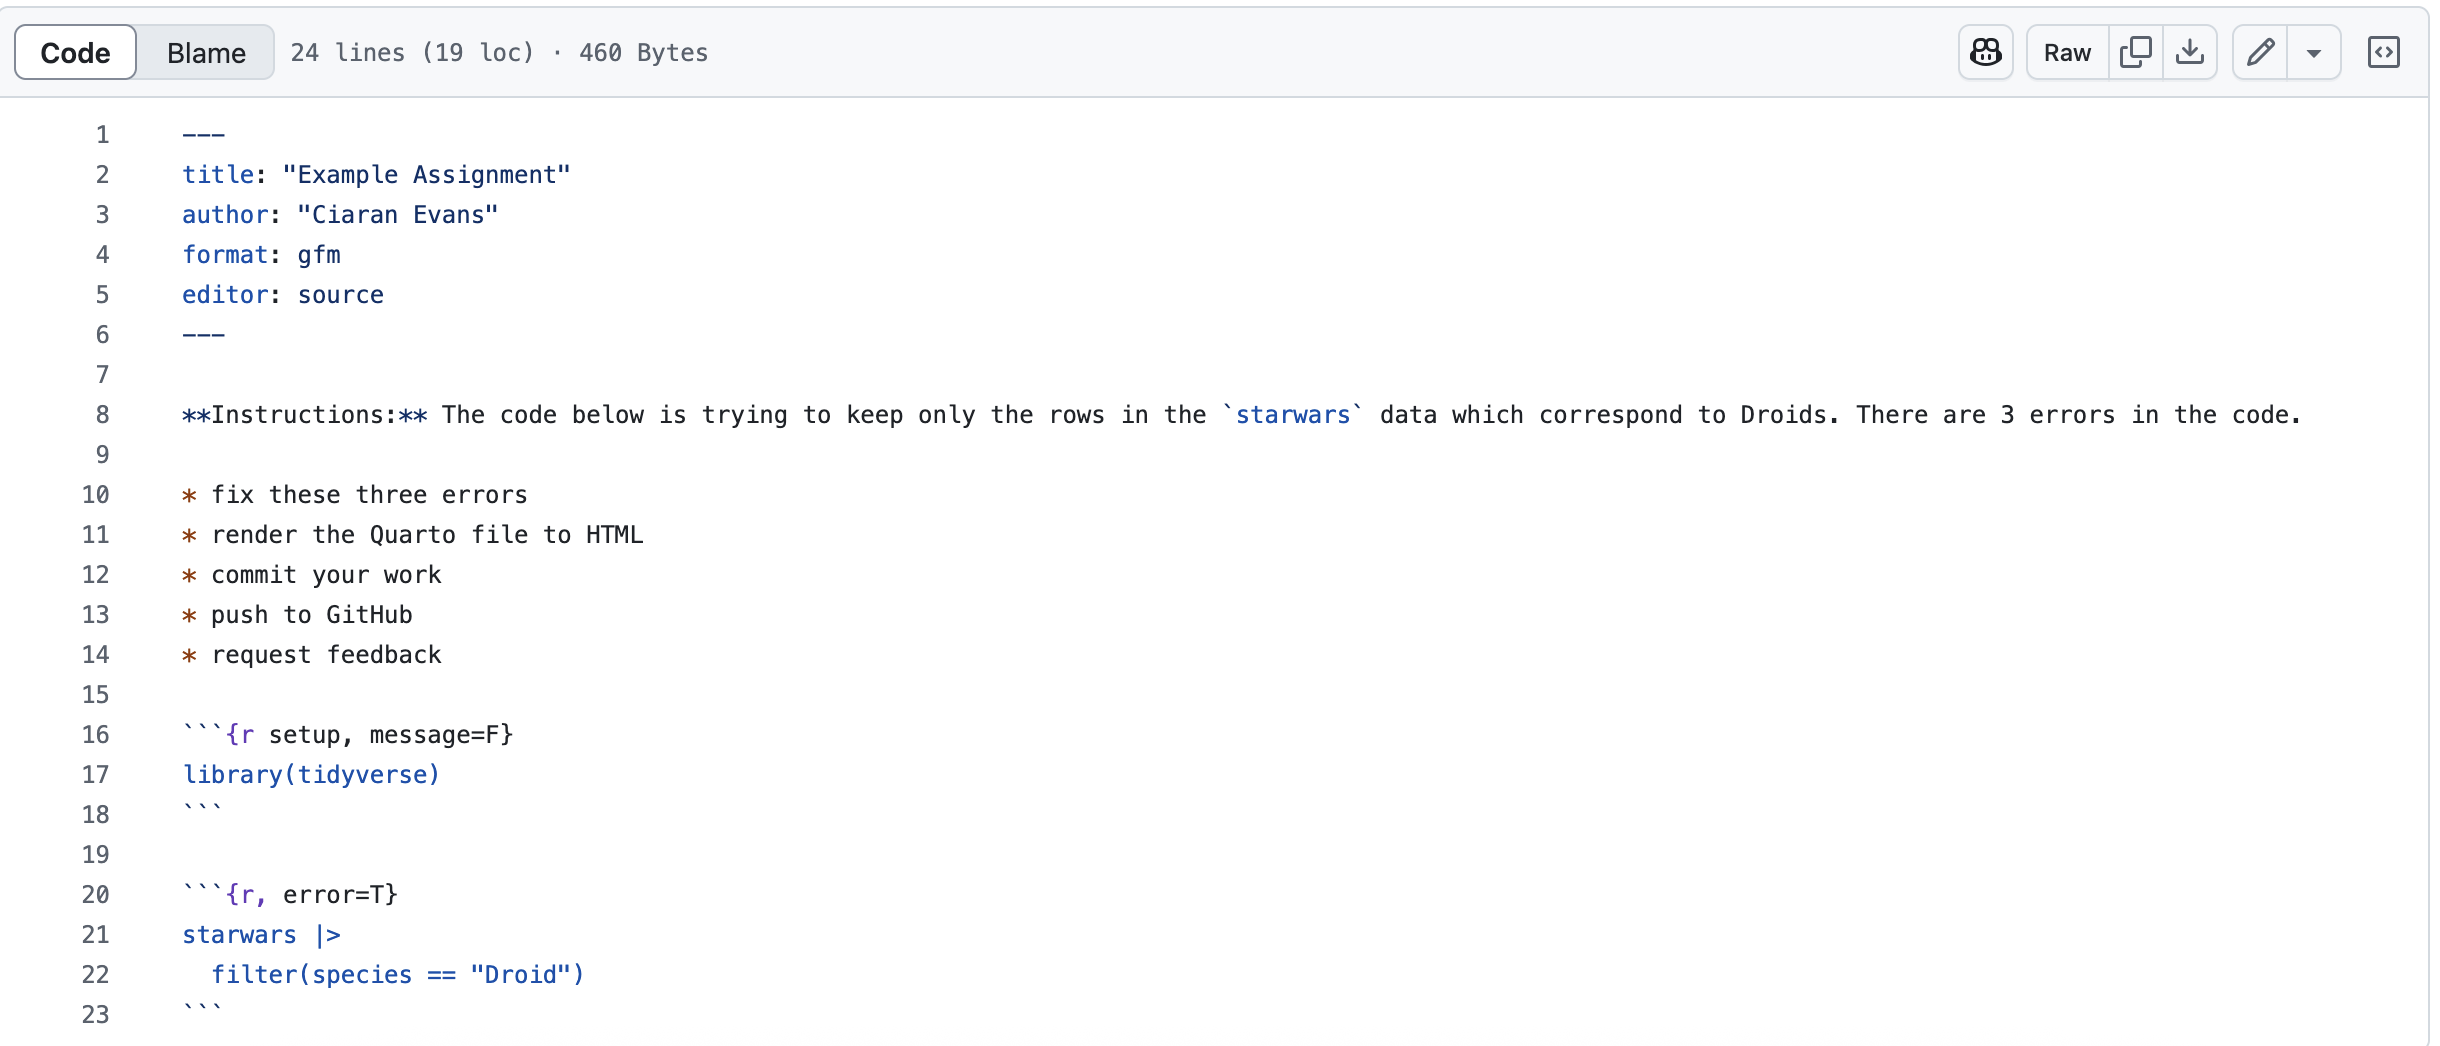 Code Blame 24 lines (19 loc) · 460 Bytes Raw
1 ---
2 title: "Example Assignment"
3 author: "Ciaran Evans"
4 format: gfm
5 editor: source
6 ---
7
8 **Instructions:** The code below is trying to keep only the rows in the `starwars` data which correspond to Droids. There are 3 errors in the code.
9
10 * fix these three errors
11 * render the Quarto file to HTML
12 * commit your work
13 * push to GitHub
14 * request feedback
15
16 ```{r setup, message=F}
17 library(tidyverse)
18 ```
19
20 ```{r, error=T}
21 starwars |>
22   filter(species == "Droid")
23 ```